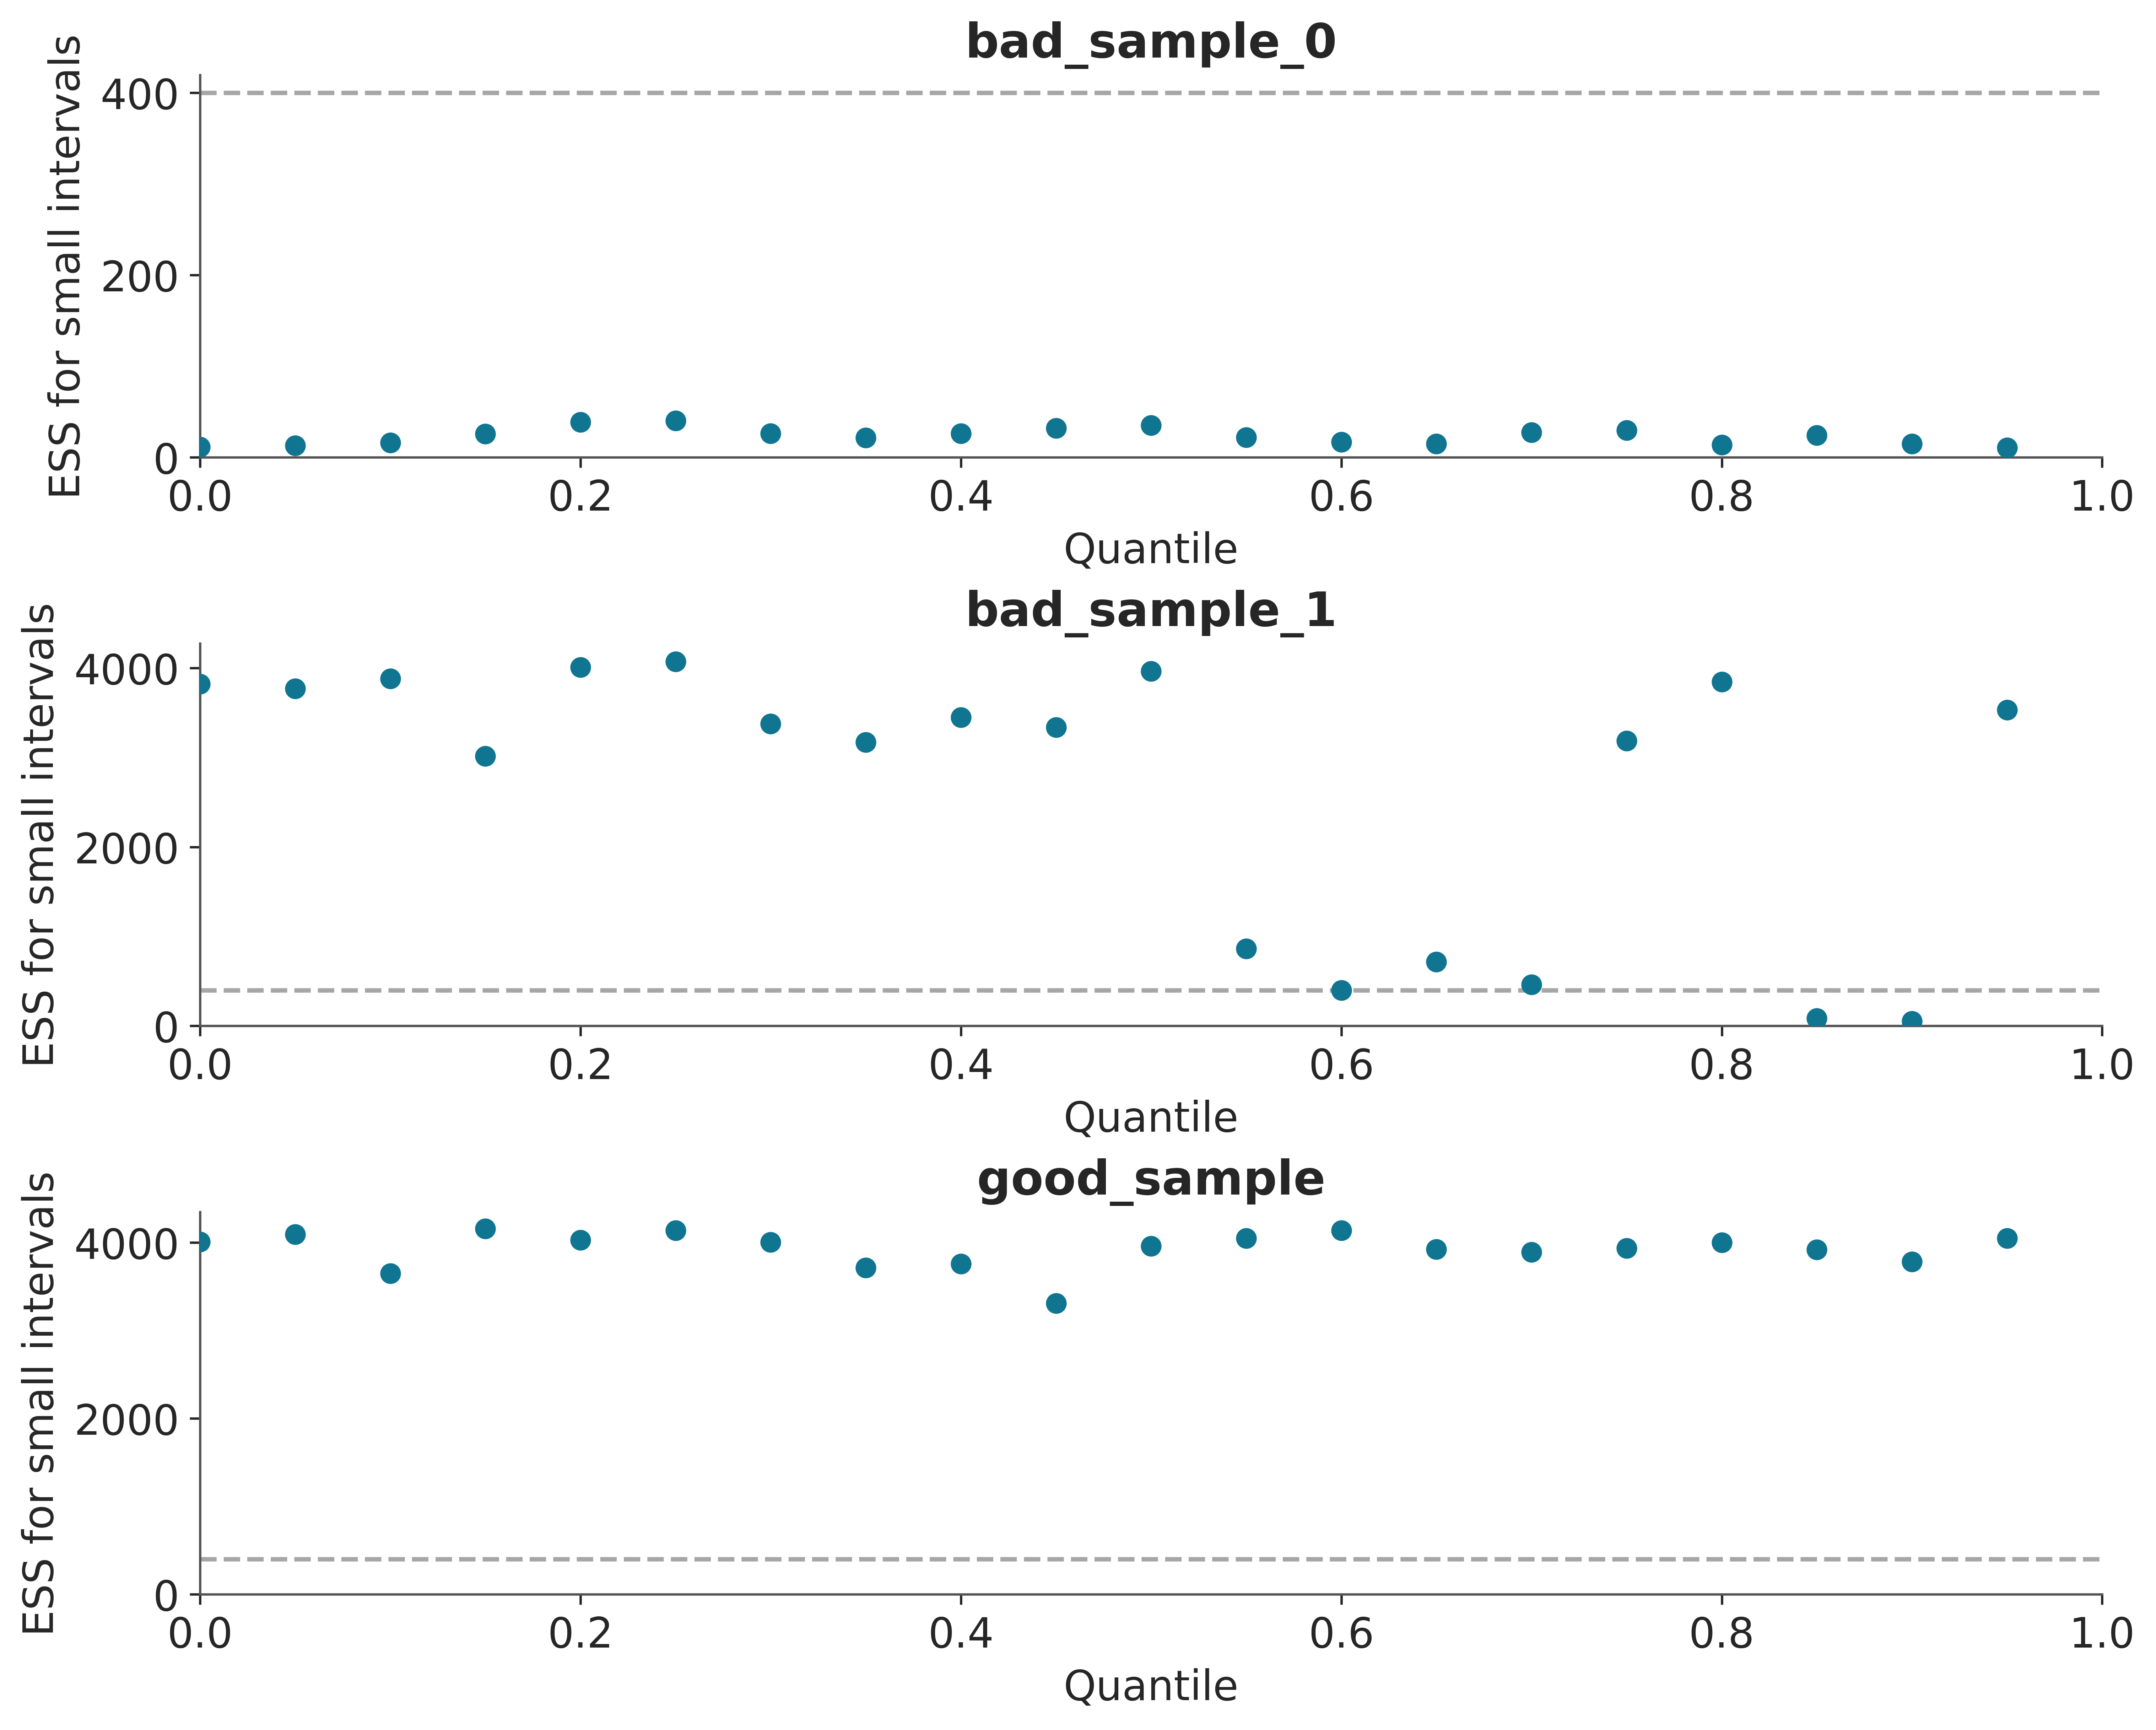 bad_sample_0
ESS for small intervals
400
200
0
0.0 0.2 0.4 0.6 0.8 1.0
Quantile
bad_sample_1
ESS for small intervals
4000
2000
0
0.0 0.2 0.4 0.6 0.8 1.0
Quantile
good_sample
ESS for small intervals
4000
2000
0
0.0 0.2 0.4 0.6 0.8 1.0
Quantile